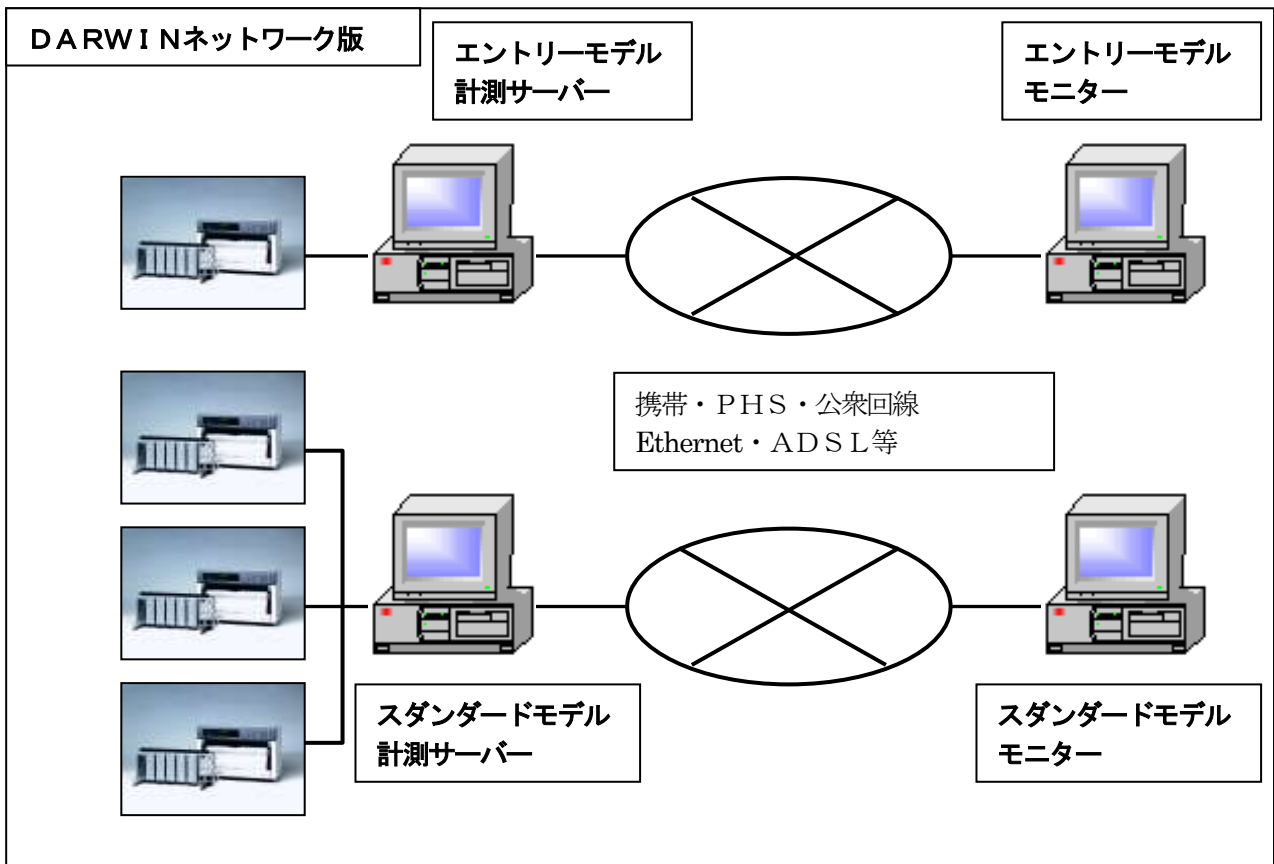 DARWINネットワーク版
エントリーモデル
計測サーバー
エントリーモデル
モニター
携帯・PHS・公衆回線
Ethernet・ADSL等
スダンダードモデル
計測サーバー
スダンダードモデル
モニター